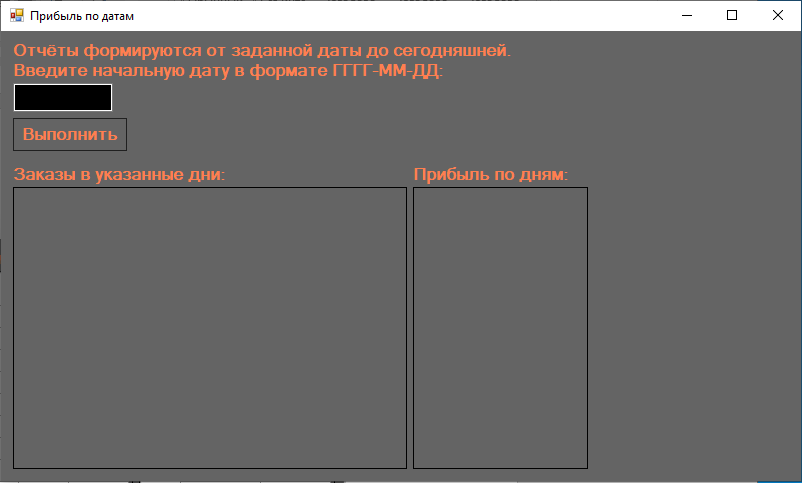 Прибыль по датам
Отчёты формируются от заданной даты до сегодняшней.
Введите начальную дату в формате ГГГГ-ММ-ДД:
Выполнить
Заказы в указанные дни:
Прибыль по дням: